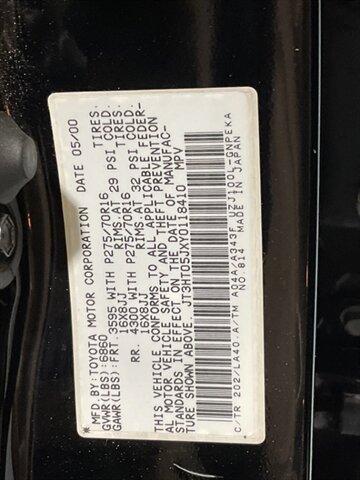 MFD BY:TOYOTA MOTOR CORPORATION DATE 05/00
GVWR(LBS):6860
GAWR(LBS):FRT.3595 WITH P275/70R16 TIRES.
16X8JJ RIMS.AT 29 PSI COLD.
RR. 4300 WITH P275/70R16 TIRES.
16X8JJ RIMS.AT 32 PSI COLD.
THIS VEHICLE CONFORMS TO ALL APPLICABLE FEDER-
AL MOTOR VEHICLE SAFETY AND THEFT PREVENTION
STANDARDS IN EFFECT ON THE DATE OF MANUFAC-
TURE SHOWN ABOVE. JT3HT05JXY0118410 MPV
C/TR 202/LA40 A/TM A04A/A343F UZJ100L-GNPEKA
NO.814 MADE IN JAPAN